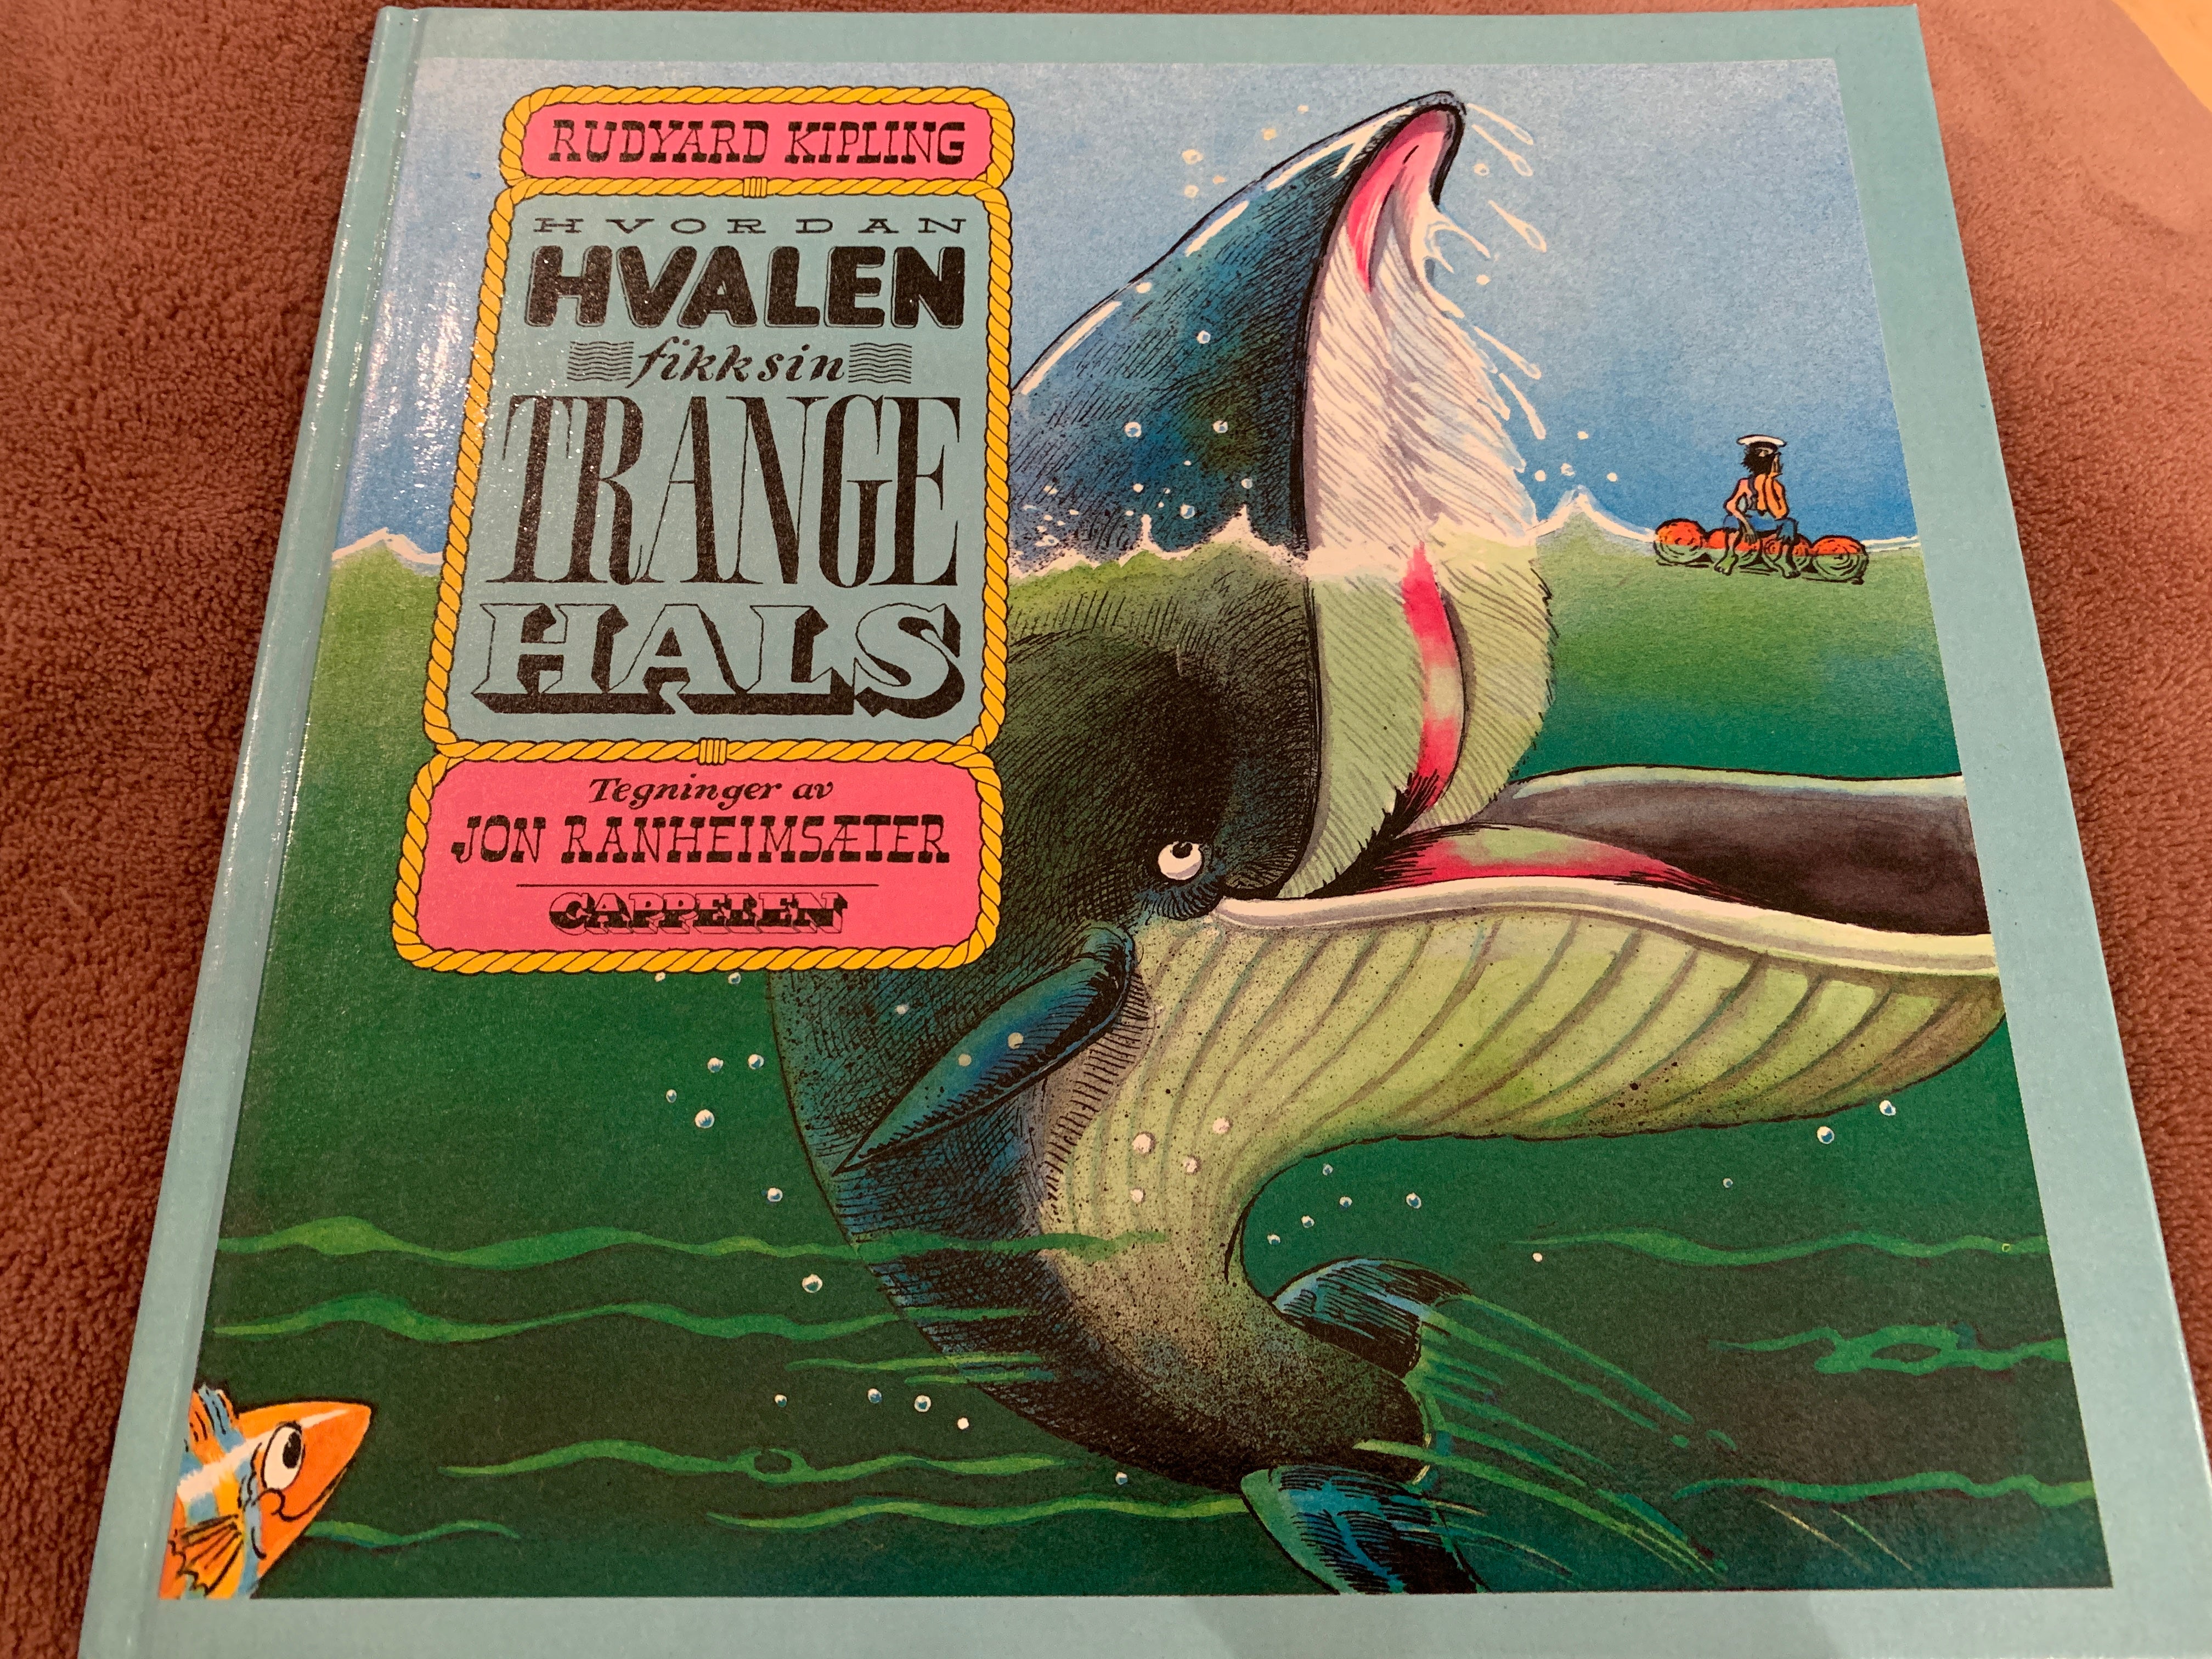 RUDYARD KIPLING
HVORDAN
HVALEN
fikk sin
TRANGE
HALS
Tegninger av
JON RANHEIMSÆTER
CAPPELEN